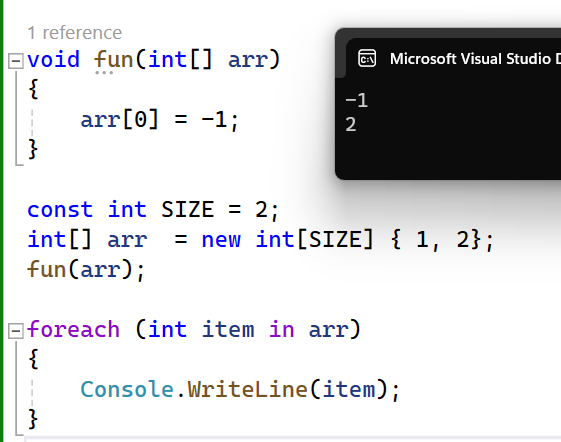 1 reference
void fun(int[] arr)
{
    arr[0] = -1;
}
const int SIZE = 2;
int[] arr  = new int[SIZE] { 1, 2};
fun(arr);
foreach (int item in arr)
{
    Console.WriteLine(item);
}
C:\ Microsoft Visual Studio D
-1
2